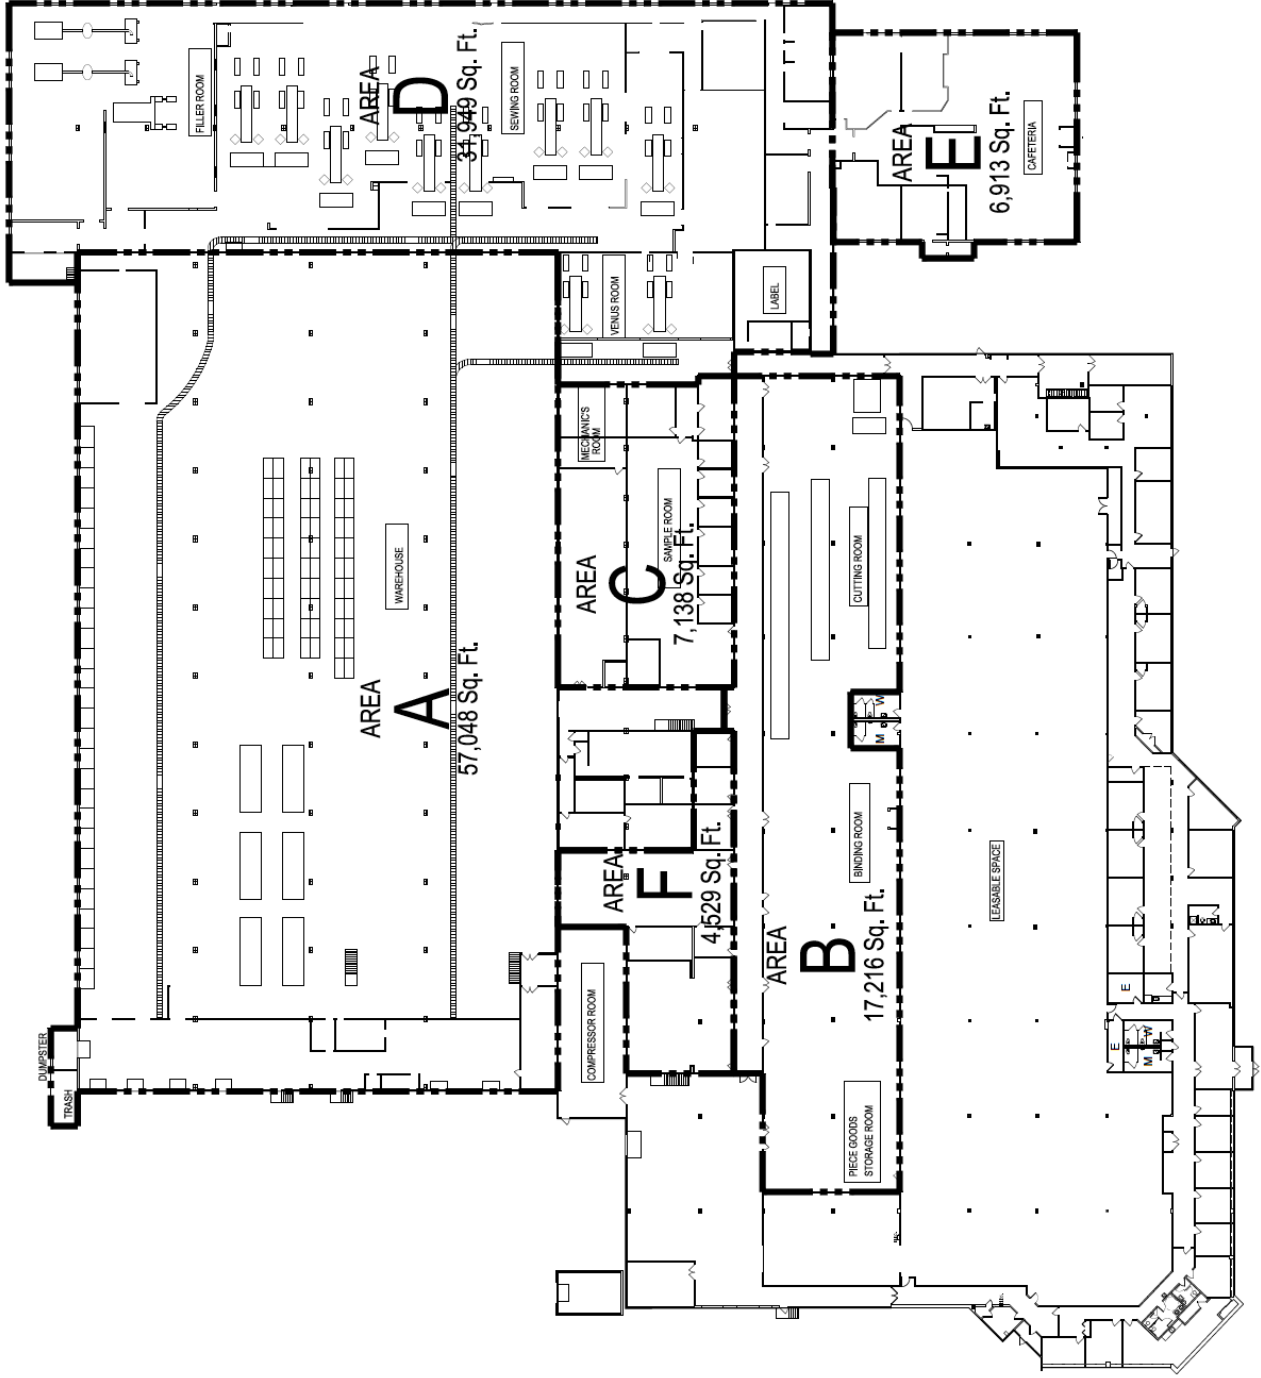 FILLER ROOM
AREA
D
31,949 Sq. Ft.
SEWING ROOM
AREA
E
6,913 Sq. Ft.
CAFETERIA
VENUS ROOM
LABEL
MECHANIC'S
ROOM
SAMPLE ROOM
AREA
C
7,138 Sq. Ft.
WAREHOUSE
AREA
A
57,048 Sq. Ft.
CUTTING ROOM
W
M
BINDING ROOM
AREA
F
4,529 Sq. Ft.
AREA
B
17,216 Sq. Ft.
LEASABLE SPACE
E
E
W
M
COMPRESSOR ROOM
DUMPSTER
TRASH
PIECE GOODS
STORAGE ROOM